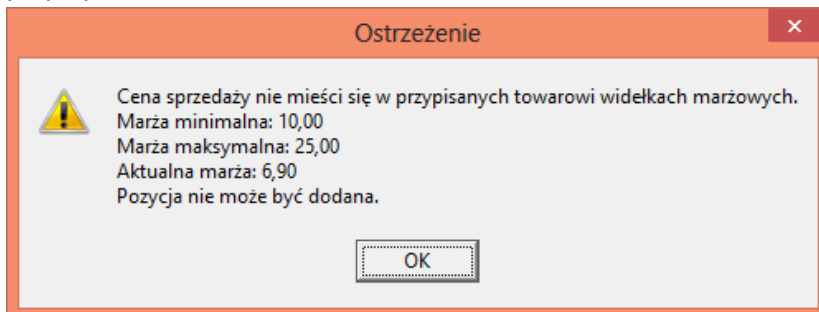 Ostrzeżenie
Cena sprzedaży nie mieści się w przypisanych towarowi widełkach marżowych.
Marża minimalna: 10,00
Marża maksymalna: 25,00
Aktualna marża: 6,90
Pozycja nie może być dodana.
OK